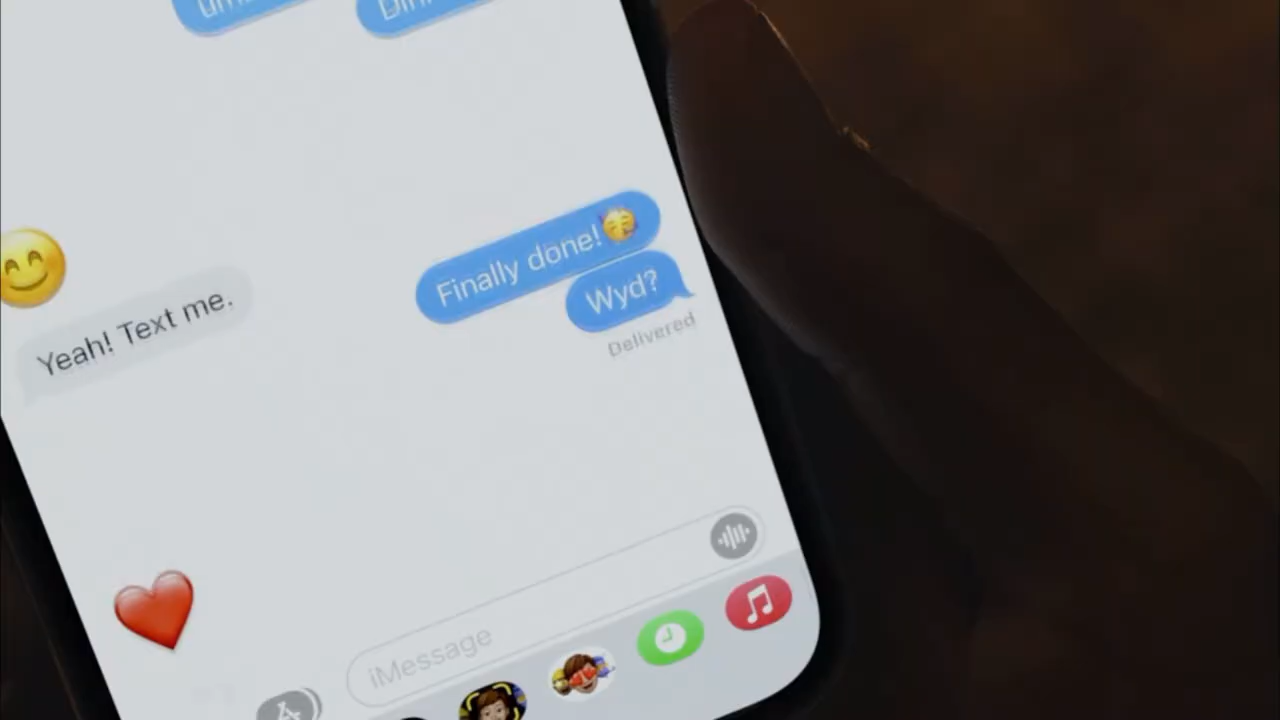 Yeah! Text me.
Finally done!🥳
Wyd?
Delivered
iMessage